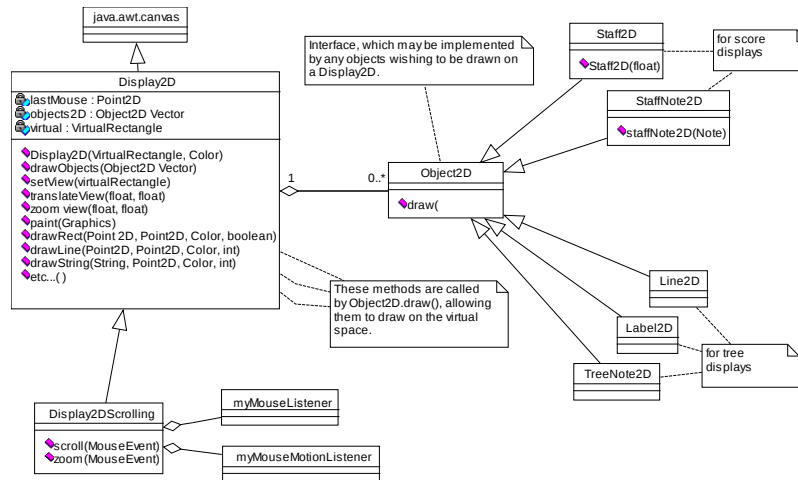 java.awt.canvas
Display2D
lastMouse : Point2D
objects2D : Object2D Vector
virtual : VirtualRectangle
Display2D(VirtualRectangle, Color)
drawObjects(Object2D Vector)
setView(virtualRectangle)
translateView(float, float)
zoom view(float, float)
paint(Graphics)
drawRect(Point 2D, Point2D, Color, boolean)
drawLine(Point2D, Point2D, Color, int)
drawString(String, Point2D, Color, int)
etc...( )
Interface, which may be implemented
by any objects wishing to be drawn on
a Display2D.
Staff2D
Staff2D(float)
for score
displays
StaffNote2D
staffNote2D(Note)
1
0..*
Object2D
draw(
These methods are called
by Object2D.draw(), allowing
them to draw on the virtual
space.
Line2D
Label2D
TreeNote2D
for tree
displays
Display2DScrolling
scroll(MouseEvent)
zoom(MouseEvent)
myMouseListener
myMouseMotionListener